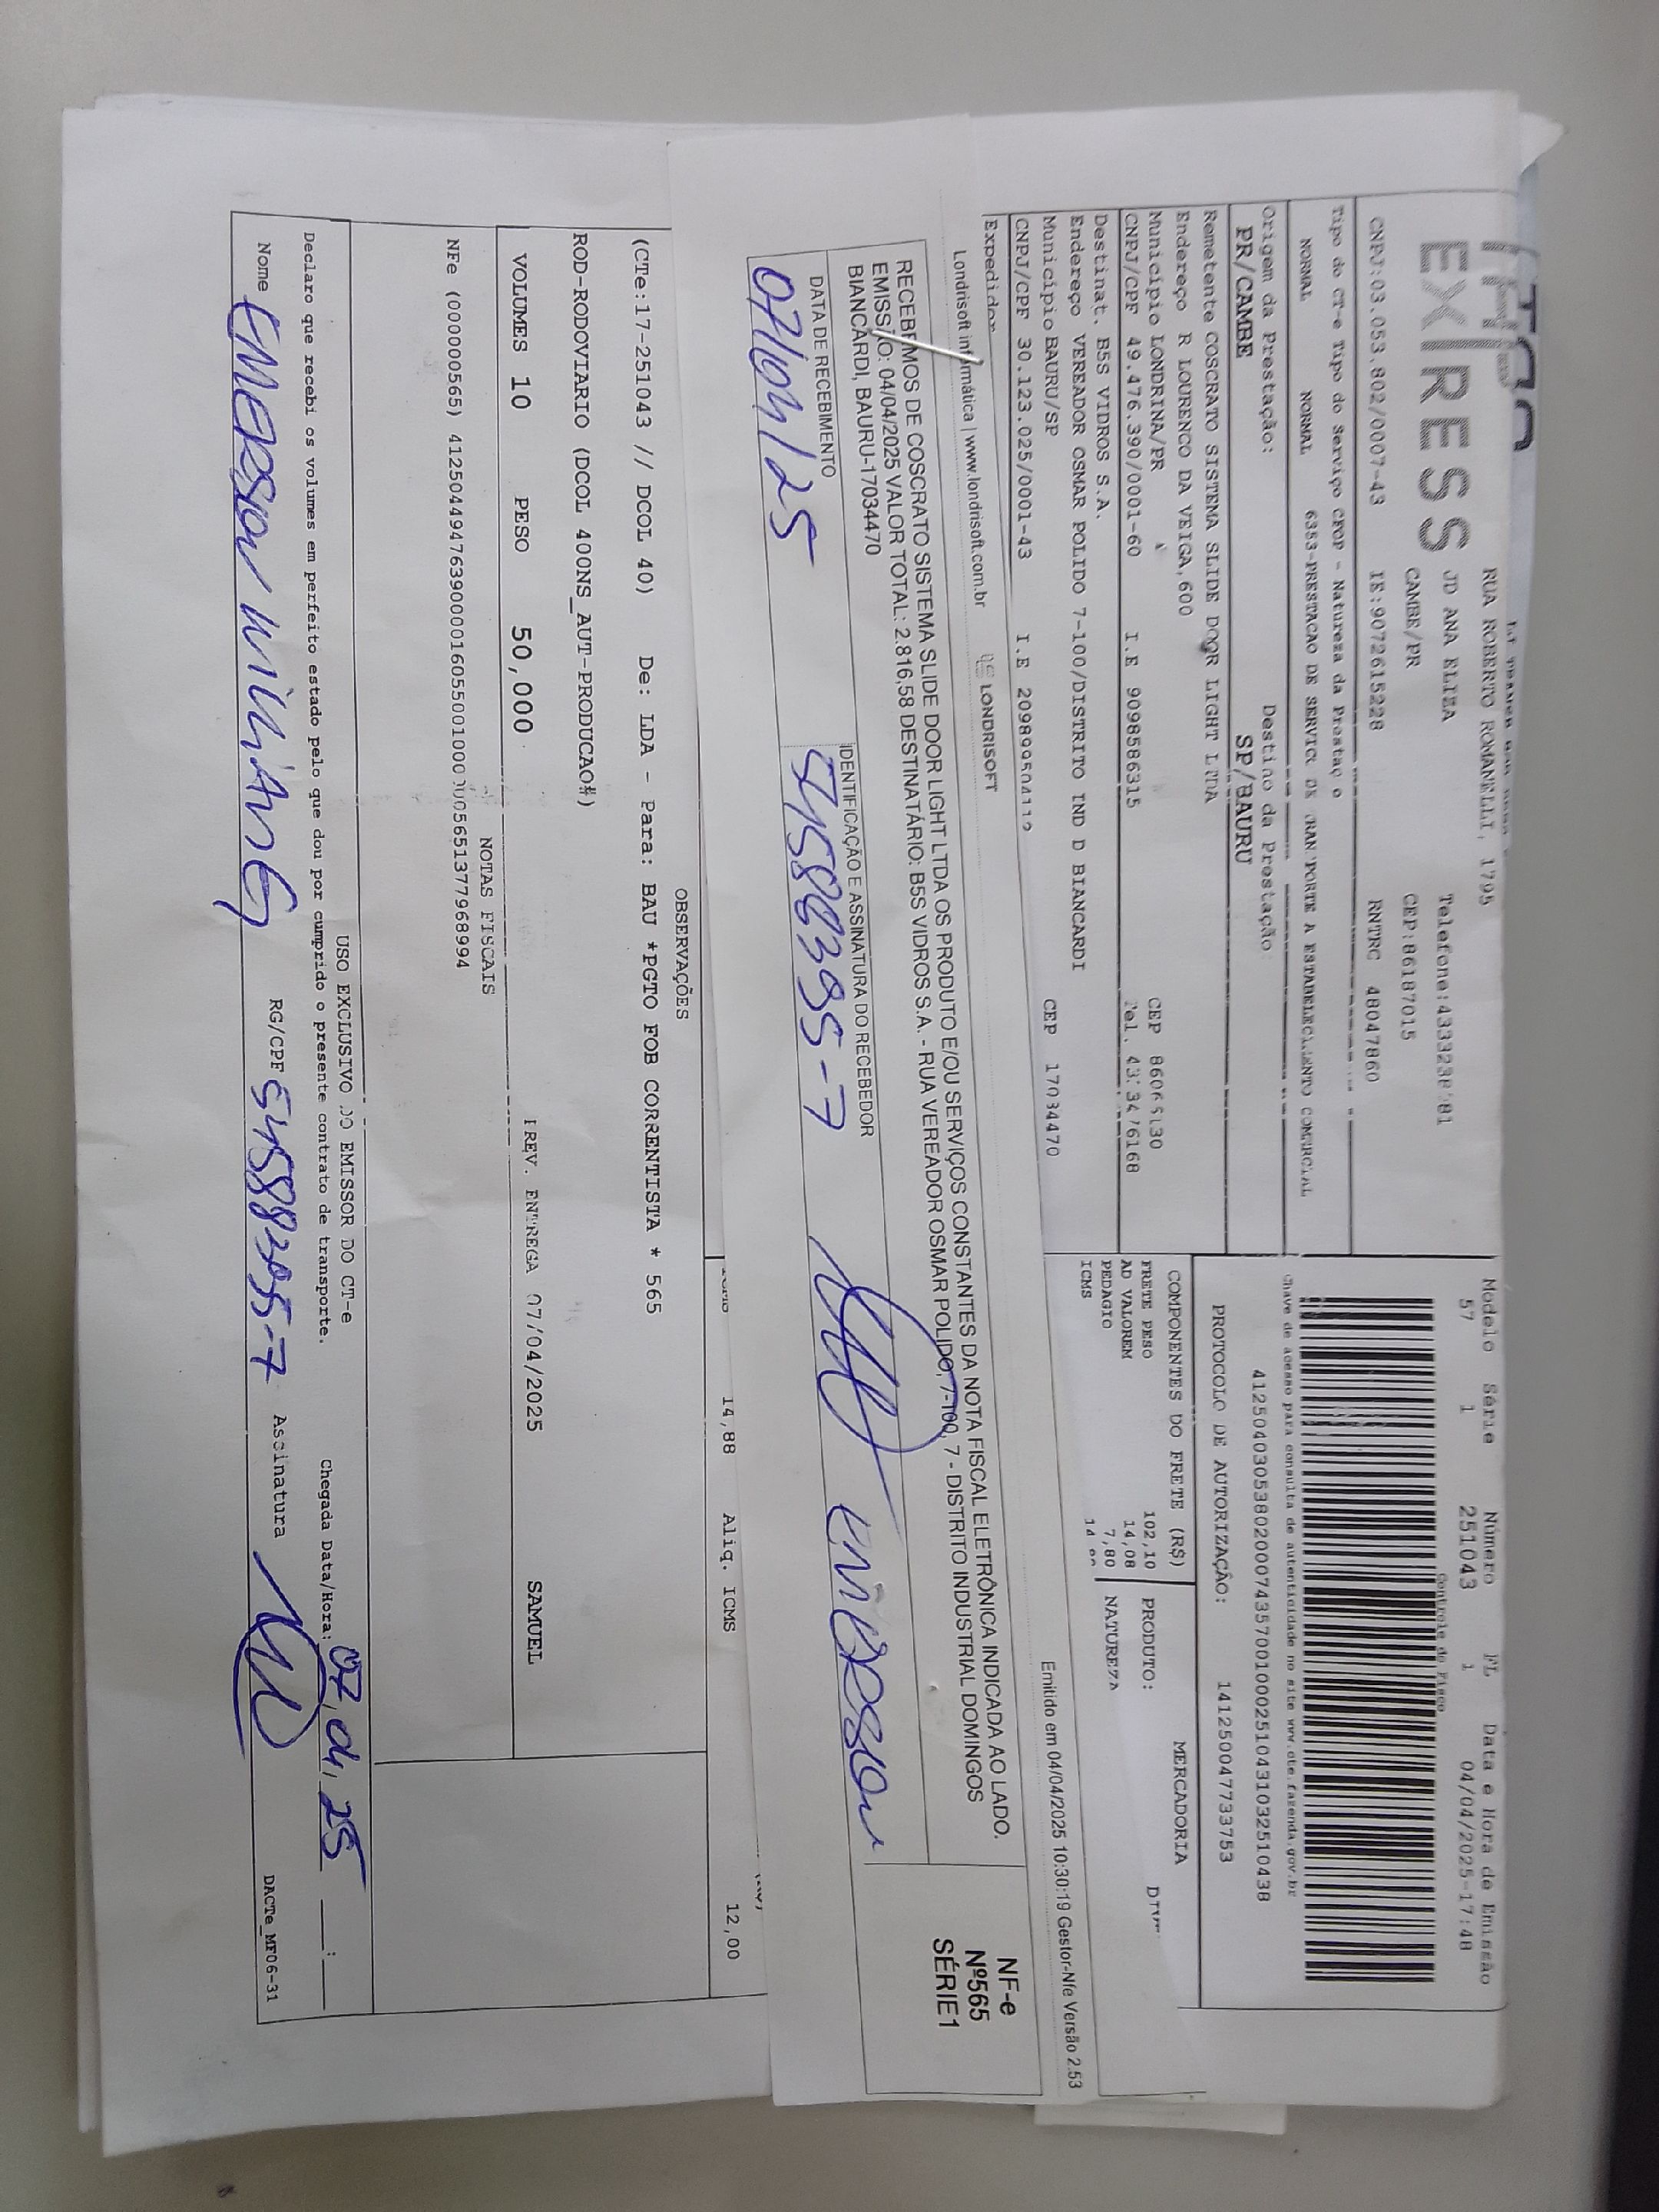 EXPRESS
RUA ROBERTO ROMANELLI, 1795
JD ANA ELIZA
CAMBE/PR
CEP:86187015
CNPJ:03.053.802/0007-43 IE:9072615228 RNTRC 48047860
Modelo Série Número FL Data e Hora de Emissão
57 1 251043 1 04/04/2025-17:48
Controle do Fisco
Chave de acesso para consulta de autenticidade no site www.cte.fazenda.gov.br
41250403053802000743570010002510431032510438
PROTOCOLO DE AUTORIZAÇÃO: 141250047733753
Tipo do CT-e Tipo do Serviço CFOP - Natureza da Prestaç o
NORMAL NORMAL 6353-PRESTACAO DE SERVICO DE TRANSPORTE A ESTABELECIMENTO COMERCIAL
Origem da Prestação: Destino da Prestação:
PR/CAMBE SP/BAURU
Remetente COSCRATO SISTEMA SLIDE DOOR LIGHT LTDA
Endereço R LOURENCO DA VEIGA,600
Município LONDRINA/PR CEP
CNPJ/CPF 49.476.390/0001-60 I.E 9098586315
Destinat. B5S VIDROS S.A.
Endereço VEREADOR OSMAR POLIDO 7-100/DISTRITO IND D BIANCARDI
Município BAURU/SP CEP 17034470
CNPJ/CPF 30.123.025/0001-43 I.E 209899504112
Expedidor
COMPONENTES DO FRETE (R$)
FRETE PESO 102,10
AD VALOREM 14,08
PEDAGIO 7,80
ICMS
PRODUTO: MERCADORIA
NATUREZA
Londrisoft informática | www.londrisoft.com.br LONDRISOFT
Emitido em 04/04/2025 10:30:19 Gestor-Nfe Versão 2.53
RECEBEMOS DE COSCRATO SISTEMA SLIDE DOOR LIGHT LTDA OS PRODUTO E/OU SERVIÇOS CONSTANTES DA NOTA FISCAL ELETRÔNICA INDICADA AO LADO.
EMISSÃO: 04/04/2025 VALOR TOTAL: 2.816,58 DESTINATÁRIO: B5S VIDROS S.A. - RUA VEREADOR OSMAR POLIDO, 7-100, 7 - DISTRITO INDUSTRIAL DOMINGOS
BIANCARDI, BAURU-17034470
NF-e
Nº565
SÉRIE1
DATA DE RECEBIMENTO IDENTIFICAÇÃO E ASSINATURA DO RECEBEDOR
07/04/25 54588395-7 Emerson
14,88 Aliq. ICMS 12,00
OBSERVAÇÕES
(CTe:17-251043 // DCOL 40) De: LDA - Para: BAU *PGTO FOB CORRENTISTA * 565
ROD-RODOVIARIO (DCOL 400NS_AUT-PRODUCAO#)
VOLUMES 10 PESO 50,000 PREV. ENTREGA 07/04/2025 SAMUEL
NOTAS FISCAIS
NFe (000000565) 41250449476390000160550010000005651377968994
USO EXCLUSIVO DO EMISSOR DO CT-e
Declaro que recebi os volumes em perfeito estado pelo que dou por cumprido o presente contrato de transporte. Chegada Data/Hora: 07,04,25 :
Nome Emerson Willian G RG/CPF 54588395-7 Assinatura
DACTe_MF06-31